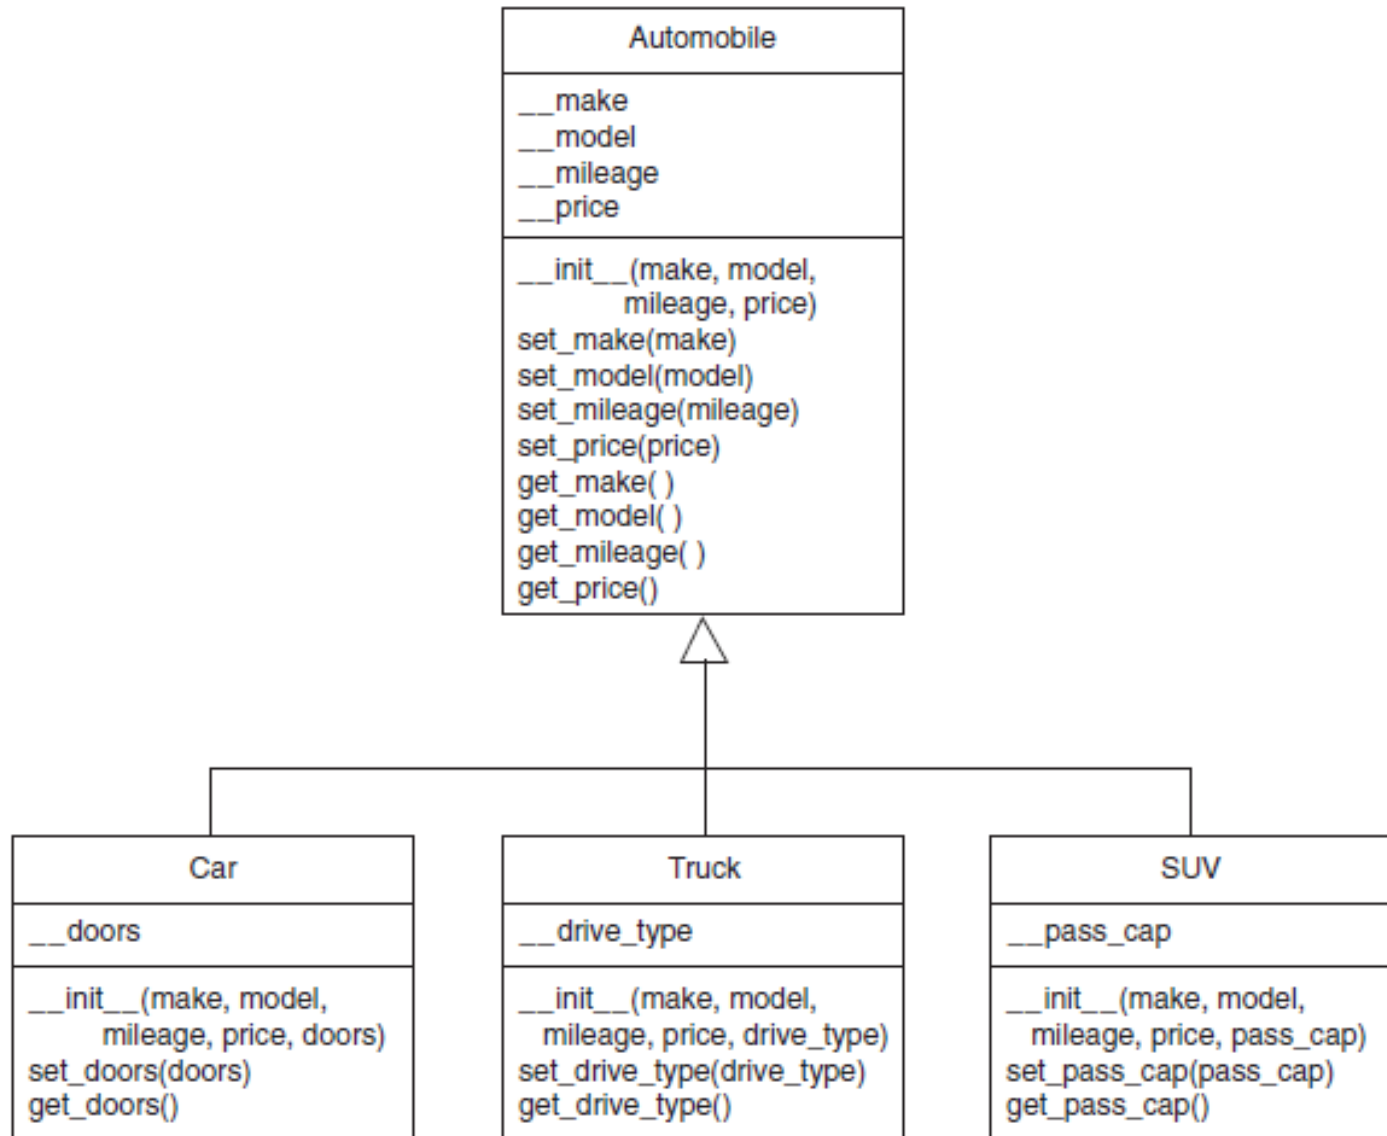 Automobile
__make
__model
__mileage
__price
__init__(make, model,
mileage, price)
set_make(make)
set_model(model)
set_mileage(mileage)
set_price(price)
get_make( )
get_model( )
get_mileage( )
get_price()
Car
__doors
__init__(make, model,
mileage, price, doors)
set_doors(doors)
get_doors()
Truck
__drive_type
__init__(make, model,
mileage, price, drive_type)
set_drive_type(drive_type)
get_drive_type()
SUV
__pass_cap
__init__(make, model,
mileage, price, pass_cap)
set_pass_cap(pass_cap)
get_pass_cap()